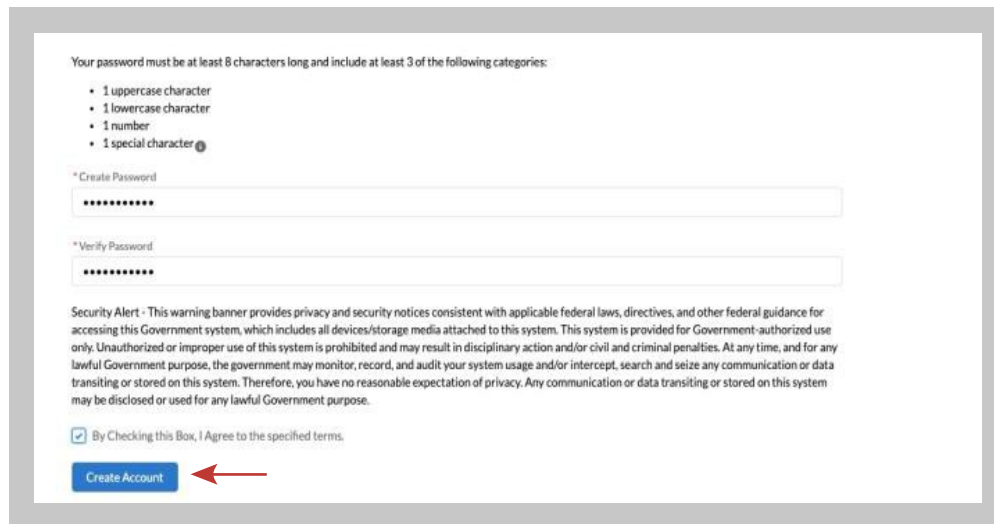 Your password must be at least 8 characters long and include at least 3 of the following categories:
• 1 uppercase character
• 1 lowercase character
• 1 number
• 1 special character
*Create Password
•••••••••••
*Verify Password
•••••••••••
Security Alert - This warning banner provides privacy and security notices consistent with applicable federal laws, directives, and other federal guidance for
accessing this Government system, which includes all devices/storage media attached to this system. This system is provided for Government-authorized use
only. Unauthorized or improper use of this system is prohibited and may result in disciplinary action and/or civil and criminal penalties. At any time, and for any
lawful Government purpose, the government may monitor, record, and audit your system usage and/or intercept, search and seize any communication or data
transiting or stored on this system. Therefore, you have no reasonable expectation of privacy. Any communication or data transiting or stored on this system
may be disclosed or used for any lawful Government purpose.
By Checking this Box, I Agree to the specified terms.
Create Account